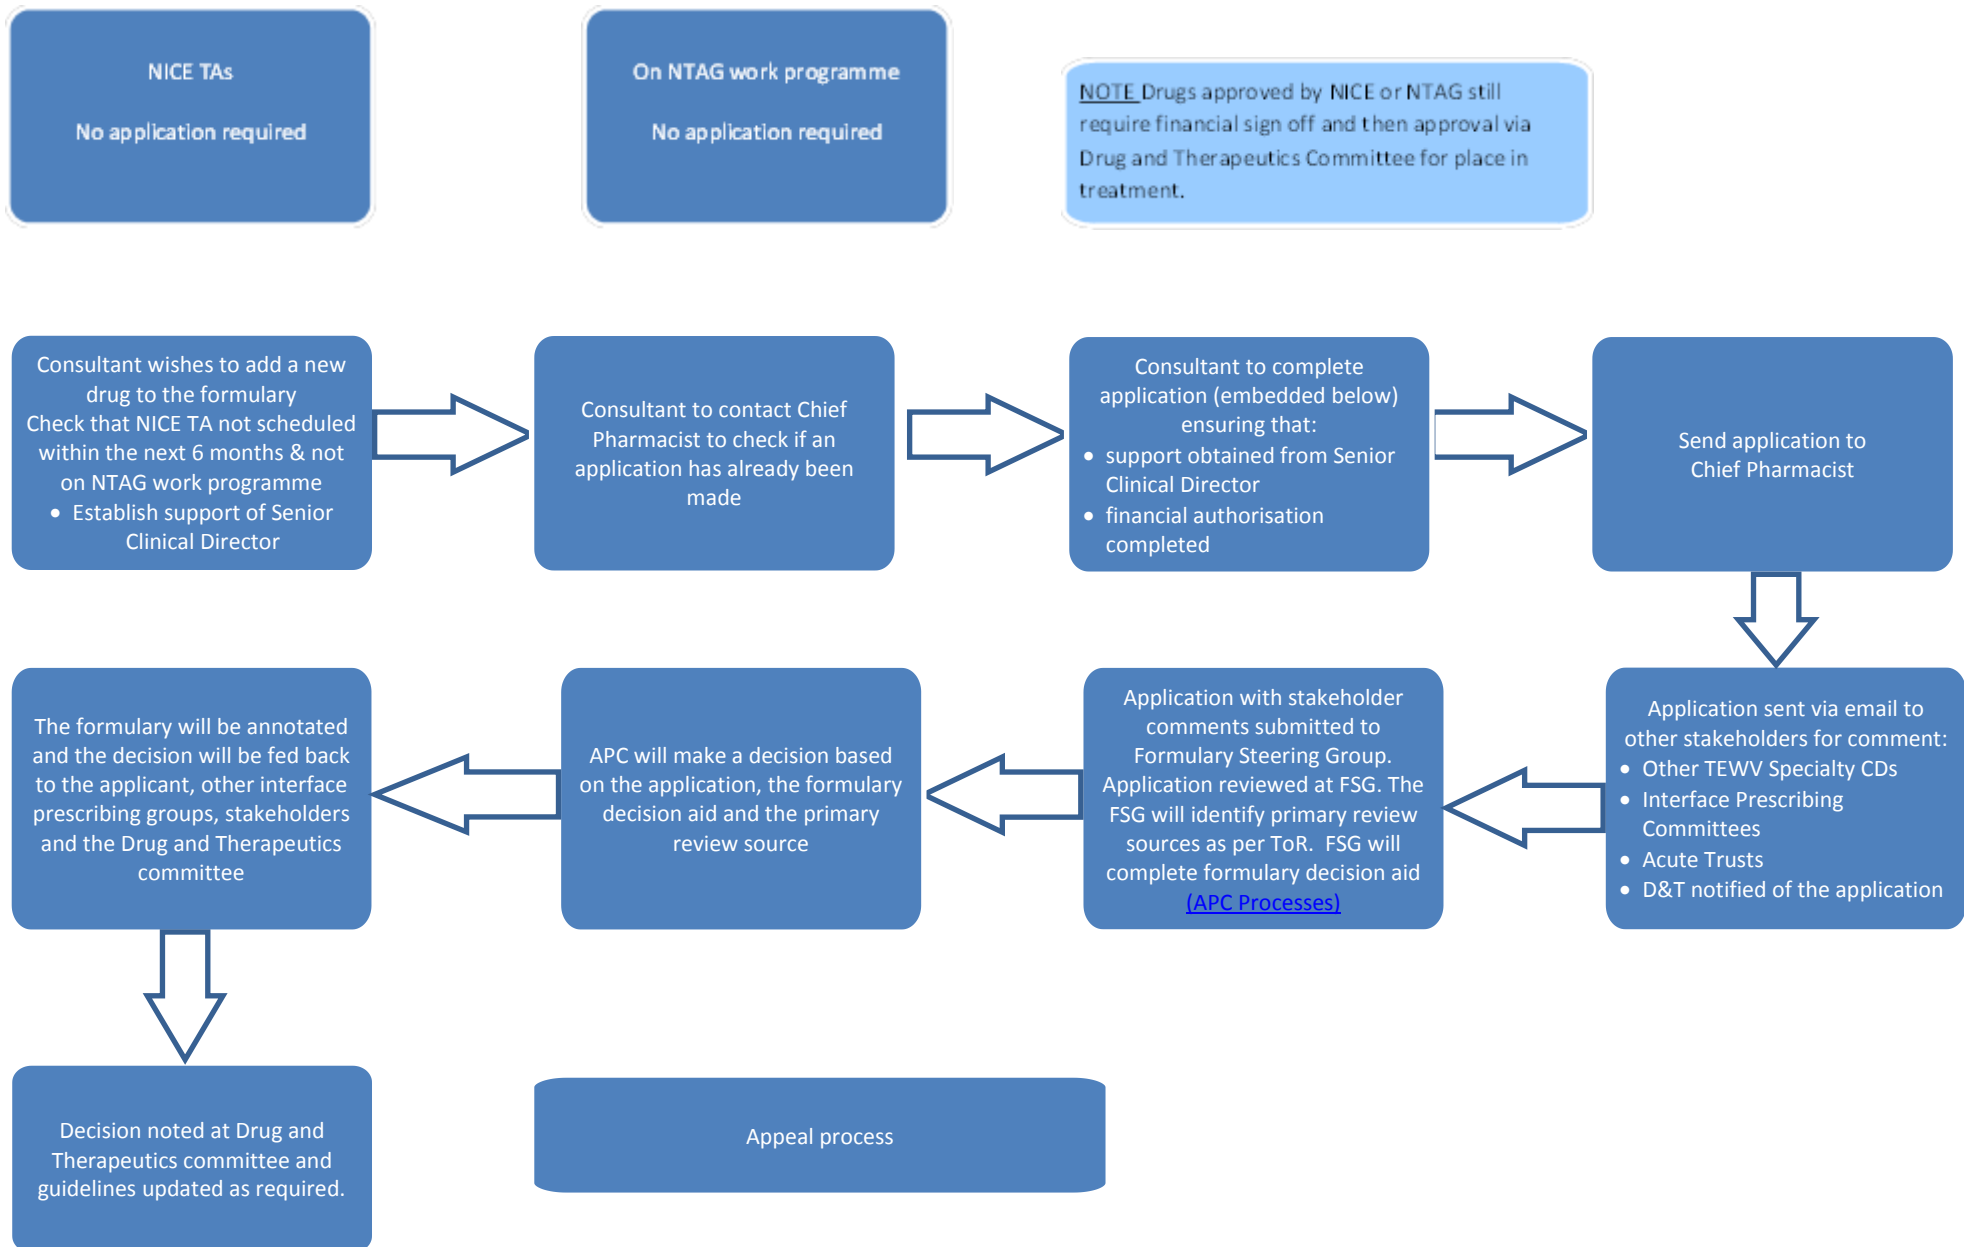 NICE TAs
No application required
On NTAG work programme
No application required
NOTE Drugs approved by NICE or NTAG still
require financial sign off and then approval via
Drug and Therapeutics Committee for place in
treatment.
Consultant wishes to add a new
drug to the formulary
Check that NICE TA not scheduled
within the next 6 months & not
on NTAG work programme
• Establish support of Senior
Clinical Director
Consultant to contact Chief
Pharmacist to check if an
application has already been
made
Consultant to complete
application (embedded below)
ensuring that:
• support obtained from Senior
Clinical Director
• financial authorisation
completed
Send application to
Chief Pharmacist
Application sent via email to
other stakeholders for comment:
• Other TEWV Specialty CDs
• Interface Prescribing
Committees
• Acute Trusts
• D&T notified of the application
Application with stakeholder
comments submitted to
Formulary Steering Group.
Application reviewed at FSG. The
FSG will identify primary review
sources as per ToR. FSG will
complete formulary decision aid
(APC Processes)
APC will make a decision based
on the application, the formulary
decision aid and the primary
review source
The formulary will be annotated
and the decision will be fed back
to the applicant, other interface
prescribing groups, stakeholders
and the Drug and Therapeutics
committee
Decision noted at Drug and
Therapeutics committee and
guidelines updated as required.
Appeal process